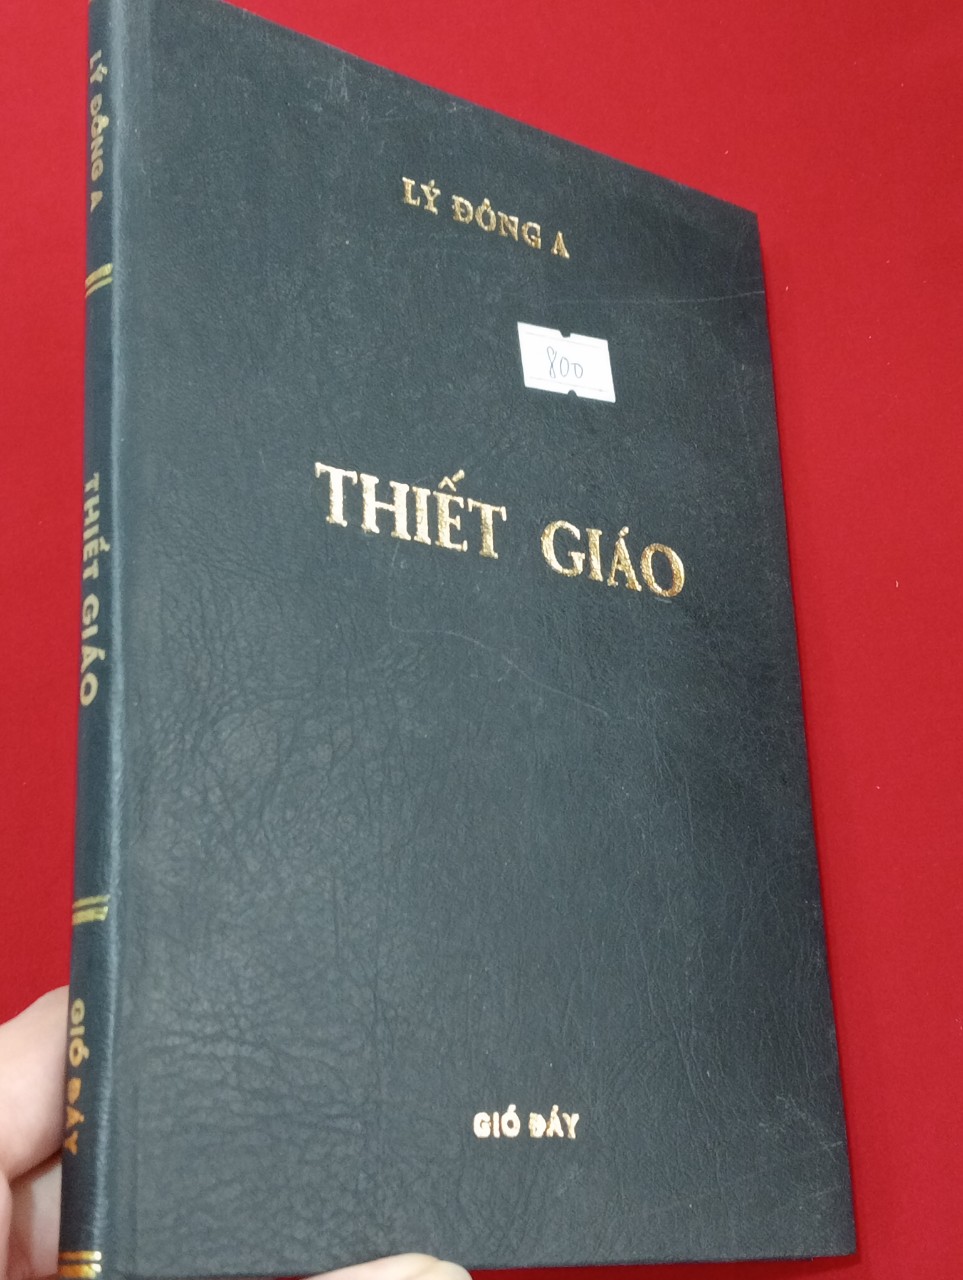 LÝ ĐÔNG A
800
THIẾT GIÁO
GIÓ ĐÁY
LÝ ĐÔNG A
THIẾT GIÁO
GIÓ ĐÁY